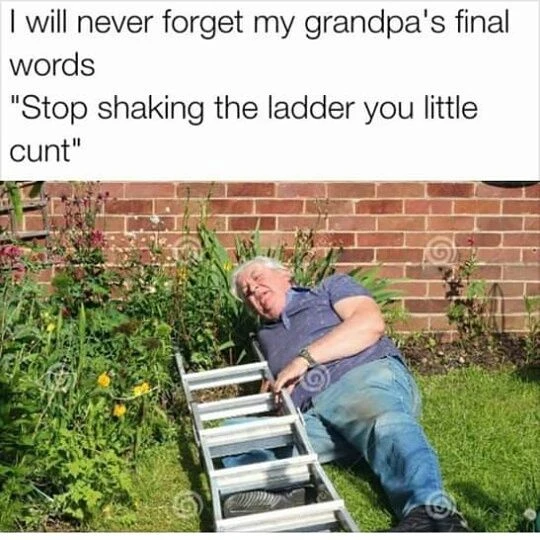 I will never forget my grandpa's final
words
"Stop shaking the ladder you little
cunt"